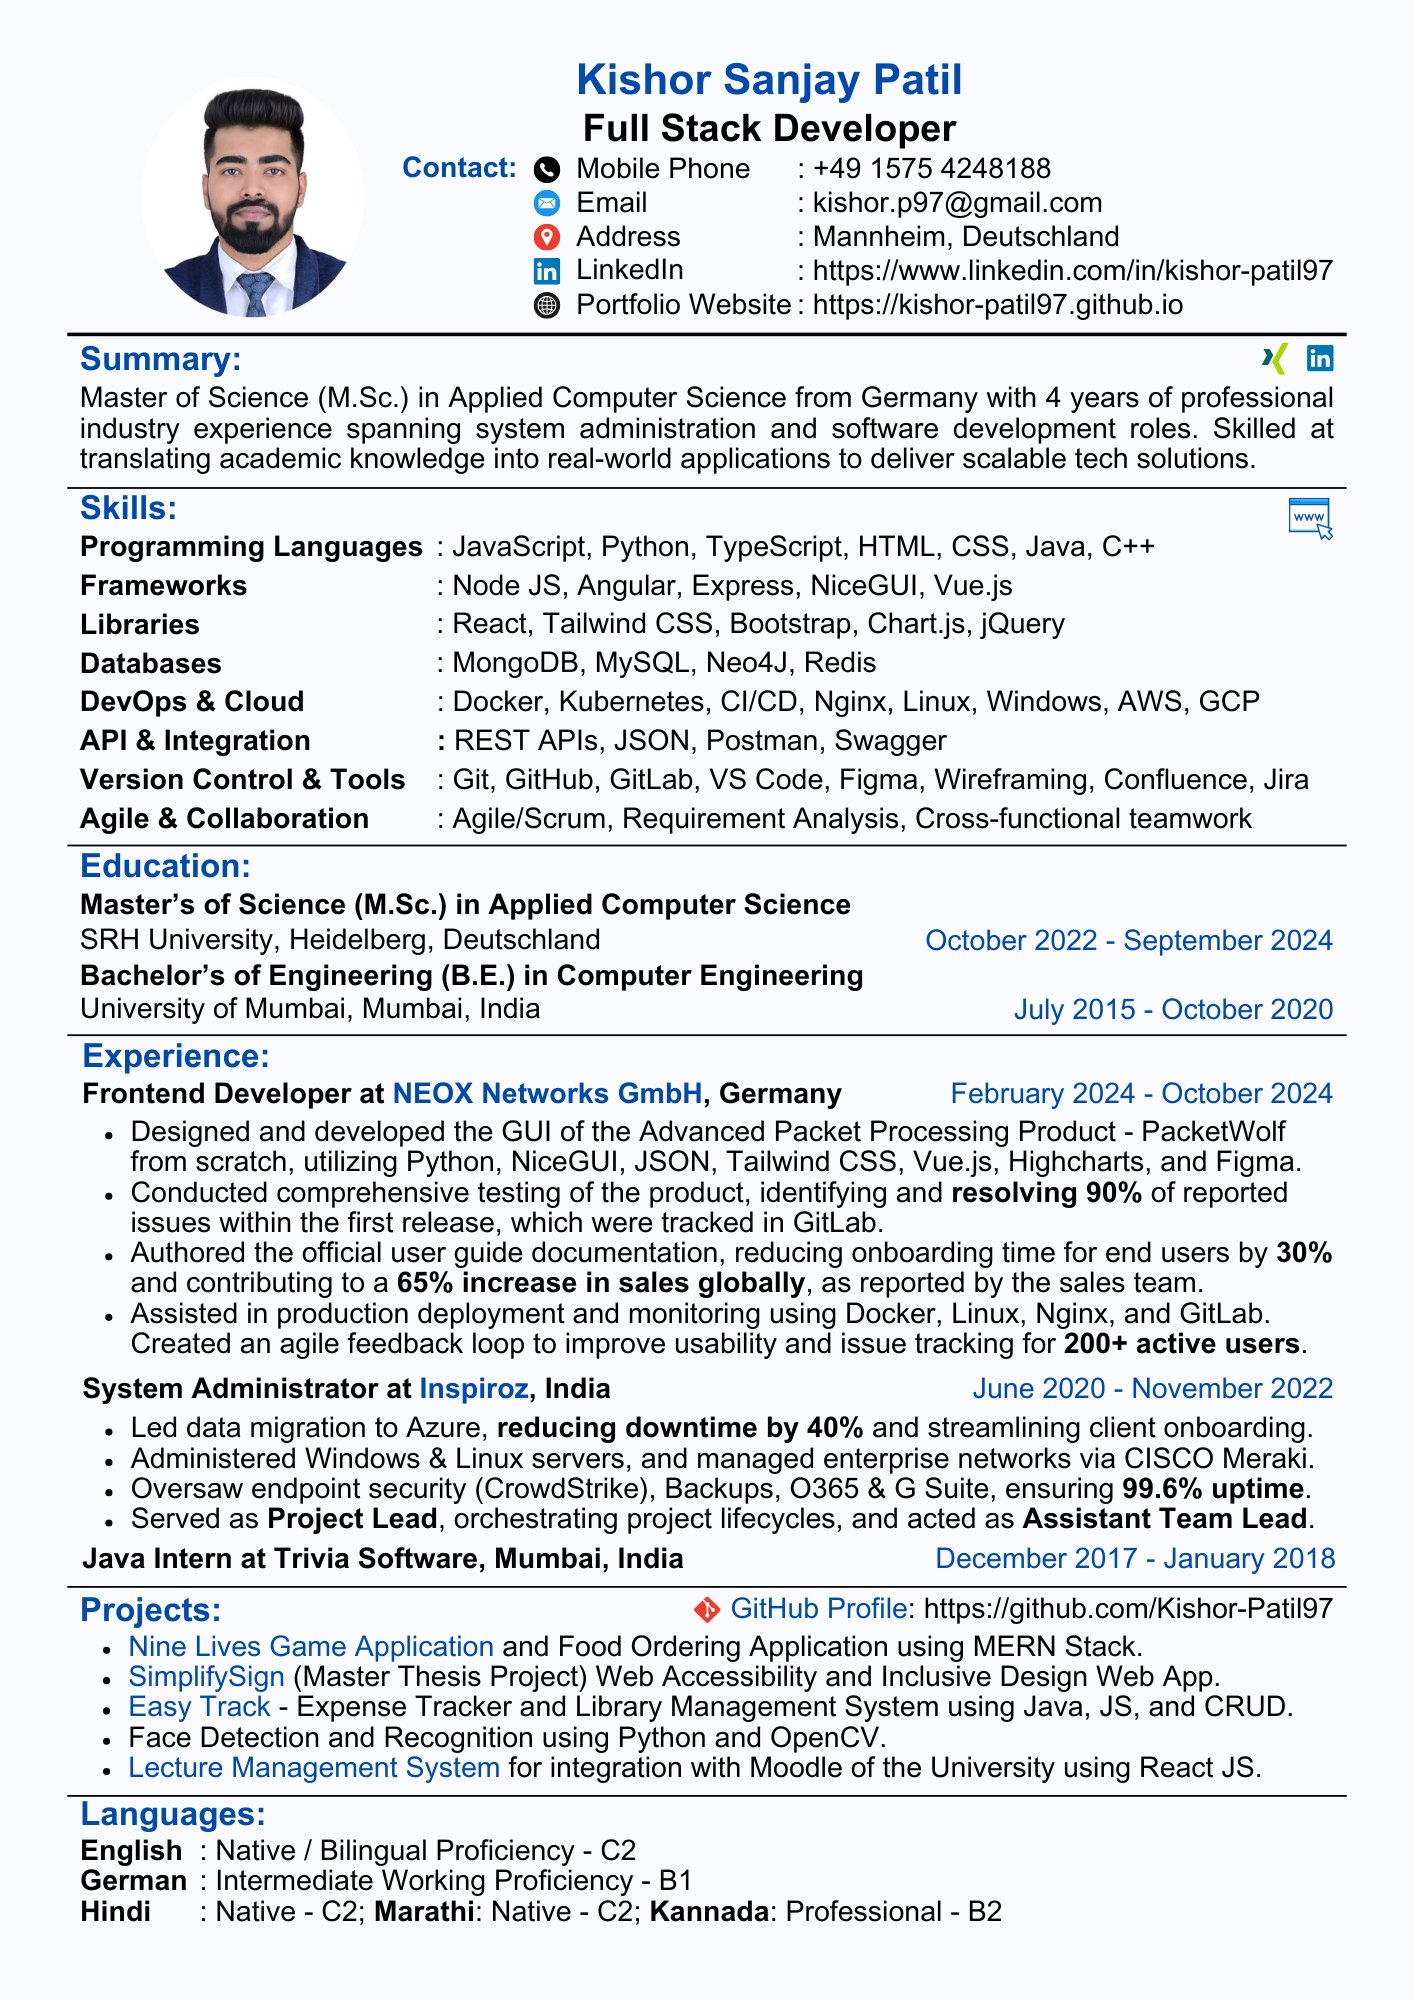 Kishor Sanjay Patil
Full Stack Developer
Contact: Mobile Phone : +49 1575 4248188
Email : kishor.p97@gmail.com
Address : Mannheim, Deutschland
in LinkedIn : https://www.linkedin.com/in/kishor-patil97
Portfolio Website : https://kishor-patil97.github.io
Summary: in
Master of Science (M.Sc.) in Applied Computer Science from Germany with 4 years of professional
industry experience spanning system administration and software development roles. Skilled at
translating academic knowledge into real-world applications to deliver scalable tech solutions.
Skills: www
Programming Languages : JavaScript, Python, TypeScript, HTML, CSS, Java, C++
Frameworks : Node JS, Angular, Express, NiceGUI, Vue.js
Libraries : React, Tailwind CSS, Bootstrap, Chart.js, jQuery
Databases : MongoDB, MySQL, Neo4J, Redis
DevOps & Cloud : Docker, Kubernetes, CI/CD, Nginx, Linux, Windows, AWS, GCP
API & Integration : REST APIs, JSON, Postman, Swagger
Version Control & Tools : Git, GitHub, GitLab, VS Code, Figma, Wireframing, Confluence, Jira
Agile & Collaboration : Agile/Scrum, Requirement Analysis, Cross-functional teamwork
Education:
Master’s of Science (M.Sc.) in Applied Computer Science
SRH University, Heidelberg, Deutschland October 2022 - September 2024
Bachelor’s of Engineering (B.E.) in Computer Engineering
University of Mumbai, Mumbai, India July 2015 - October 2020
Experience:
Frontend Developer at NEOX Networks GmbH, Germany February 2024 - October 2024
• Designed and developed the GUI of the Advanced Packet Processing Product - PacketWolf
from scratch, utilizing Python, NiceGUI, JSON, Tailwind CSS, Vue.js, Highcharts, and Figma.
• Conducted comprehensive testing of the product, identifying and resolving 90% of reported
issues within the first release, which were tracked in GitLab.
• Authored the official user guide documentation, reducing onboarding time for end users by 30%
and contributing to a 65% increase in sales globally, as reported by the sales team.
• Assisted in production deployment and monitoring using Docker, Linux, Nginx, and GitLab.
Created an agile feedback loop to improve usability and issue tracking for 200+ active users.
System Administrator at Inspiroz, India June 2020 - November 2022
• Led data migration to Azure, reducing downtime by 40% and streamlining client onboarding.
• Administered Windows & Linux servers, and managed enterprise networks via CISCO Meraki.
• Oversaw endpoint security (CrowdStrike), Backups, O365 & G Suite, ensuring 99.6% uptime.
• Served as Project Lead, orchestrating project lifecycles, and acted as Assistant Team Lead.
Java Intern at Trivia Software, Mumbai, India December 2017 - January 2018
Projects: GitHub Profile: https://github.com/Kishor-Patil97
• Nine Lives Game Application and Food Ordering Application using MERN Stack.
• SimplifySign (Master Thesis Project) Web Accessibility and Inclusive Design Web App.
• Easy Track - Expense Tracker and Library Management System using Java, JS, and CRUD.
• Face Detection and Recognition using Python and OpenCV.
• Lecture Management System for integration with Moodle of the University using React JS.
Languages:
English : Native / Bilingual Proficiency - C2
German : Intermediate Working Proficiency - B1
Hindi : Native - C2; Marathi: Native - C2; Kannada: Professional - B2